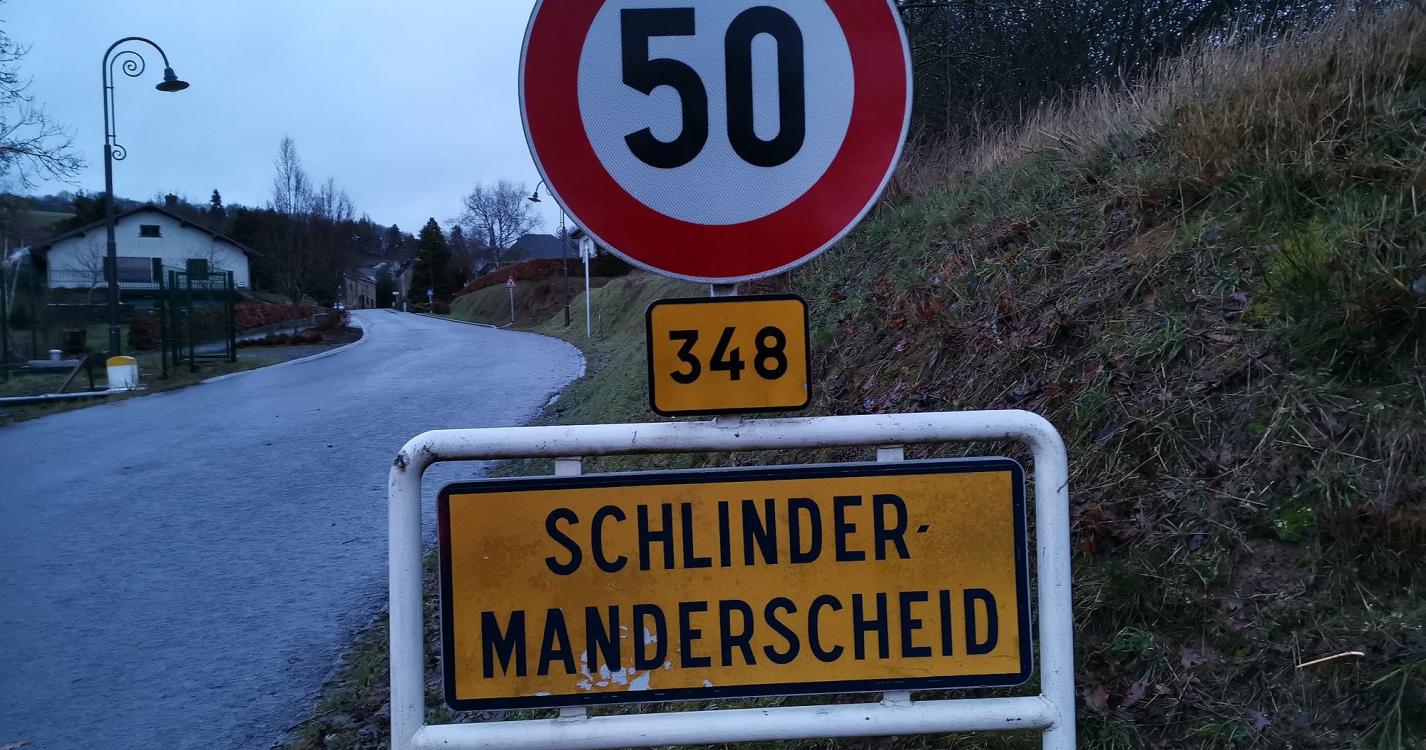 50
348
SCHLINDER-
MANDERSCHEID